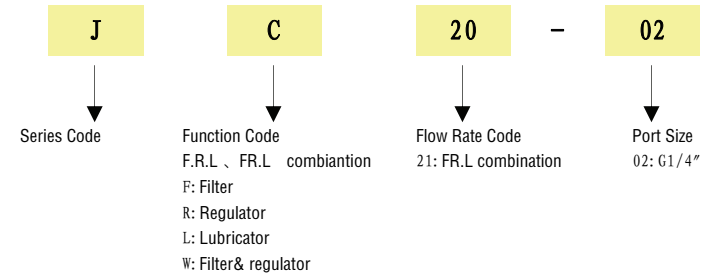 J C 20 - 02
Series Code Function Code Flow Rate Code Port Size
F.R.L 、FR.L combiantion 21: FR.L combination 02: G1/4″
F: Filter
R: Regulator
L: Lubricator
W: Filter& regulator